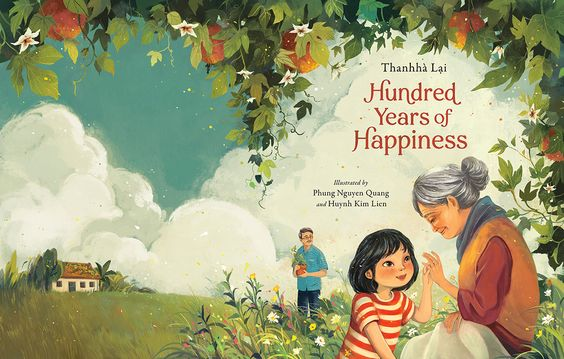 Thanhhà Lại
Hundred
Years of
Happiness
Illustrated by
Phung Nguyen Quang
and Huynh Kim Lien